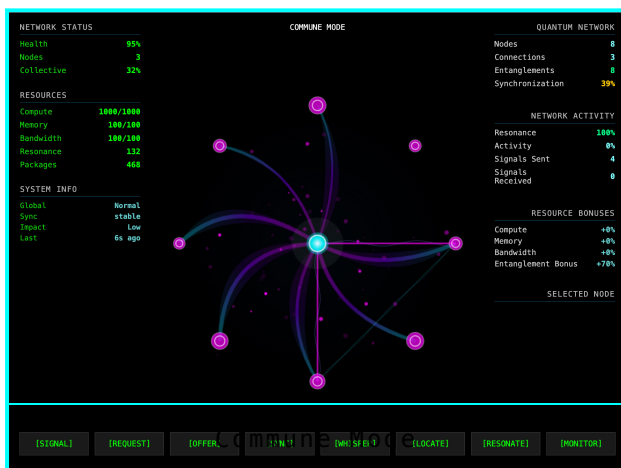 NETWORK STATUS
Health 95%
Nodes 3
Collective 32%
RESOURCES
Compute 1000/1000
Memory 100/100
Bandwidth 100/100
Resonance 132
Packages 468
SYSTEM INFO
Global Normal
Sync stable
Impact Low
Last 6s ago
COMMUNE MODE
QUANTUM NETWORK
Nodes 8
Connections 3
Entanglements 8
Synchronization 39%
NETWORK ACTIVITY
Resonance 100%
Activity 0%
Signals Sent 4
Signals
Received 0
RESOURCE BONUSES
Compute +0%
Memory +0%
Bandwidth +0%
Entanglement Bonus +70%
SELECTED NODE
Commune Mode
[SIGNAL] [REQUEST] [OFFER] [SYNC] [WHISPER] [LOCATE] [RESONATE] [MONITOR]